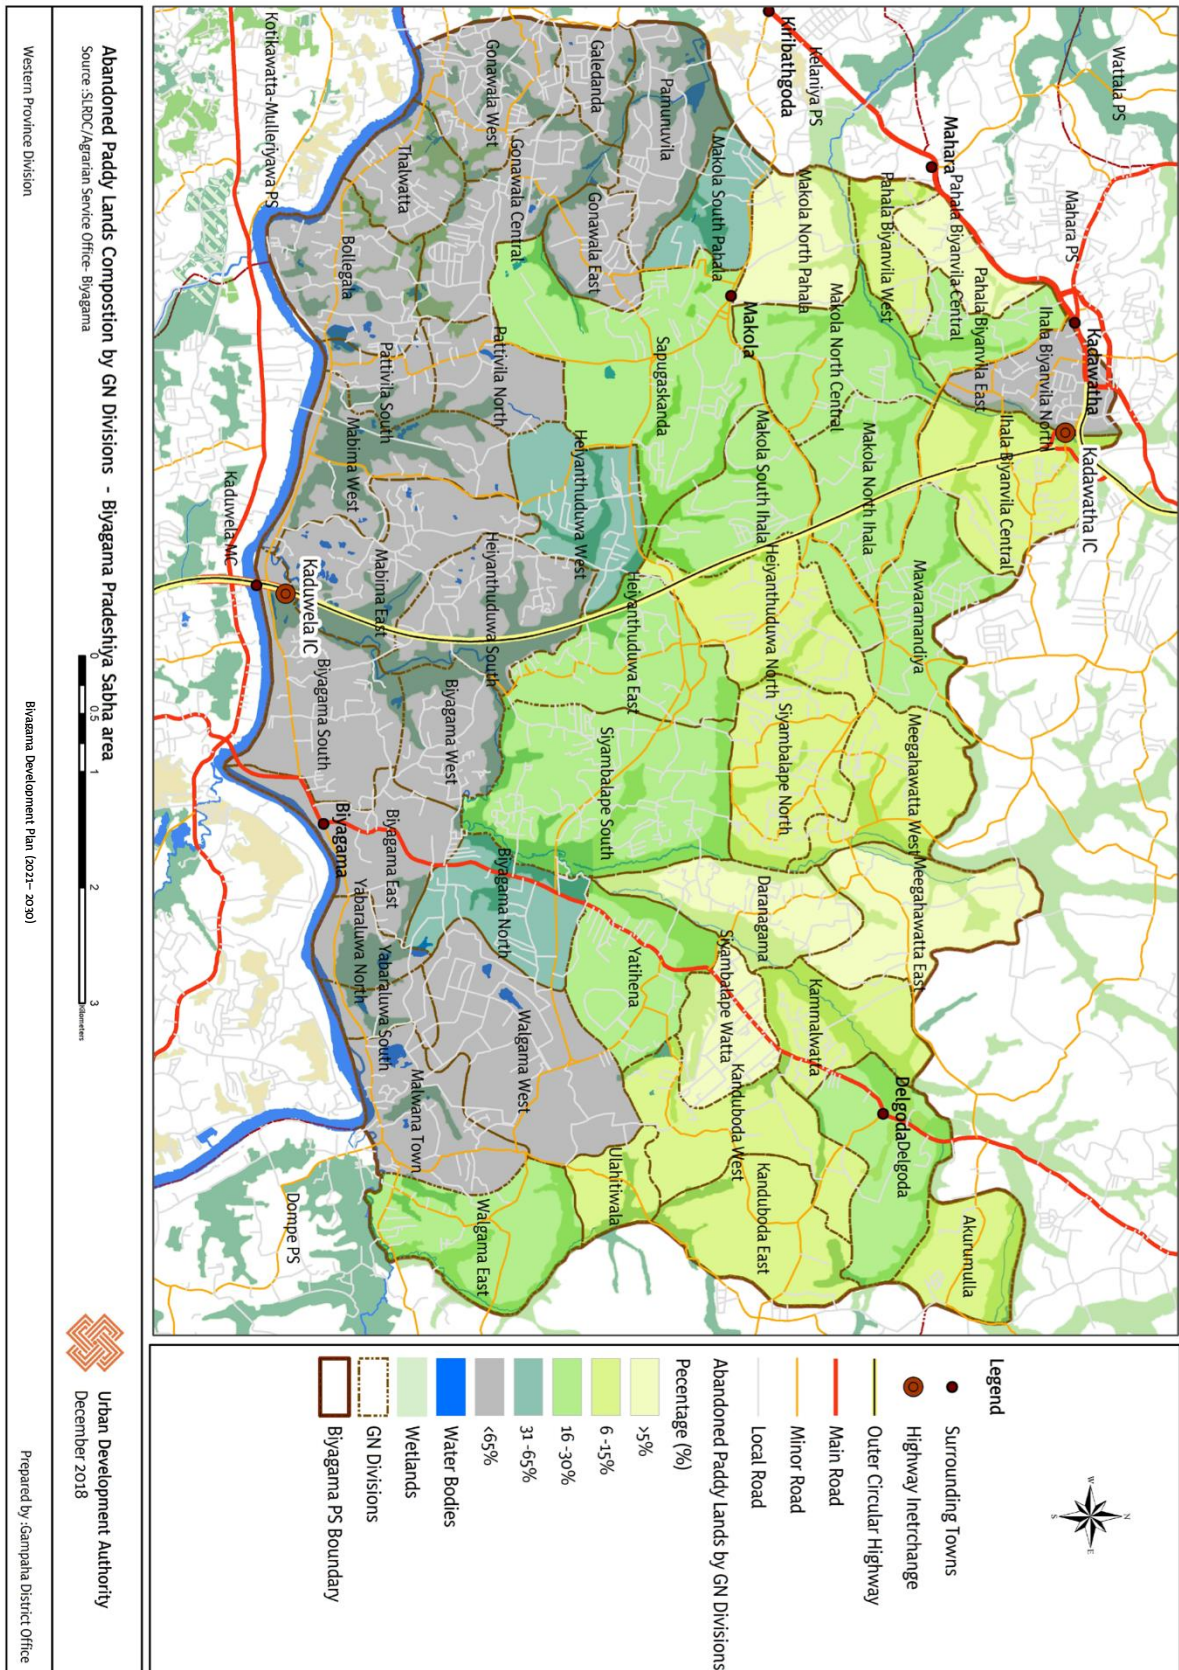 Wattala PS
Mahara PS
Kelaniya PS
Kiribathgoda
Mahara
Kadawatha
Kadawatha IC
Ihala Biyanvila North
Ihala Biyanvila Central
Pahala Biyanvila Central
Pahala Biyanvila East
Pahala Biyanvila West
Makola North Pahala
Makola North Central
Makola North Ihala
Mawaramandiya
Makola South Pahala
Makola
Makola South Ihala
Sapugaskanda
Pamunuvila
Galedanda
Gonawala West
Gonawala East
Gonawala Central
Thalwatta
Bollegala
Pattivila North
Pattivila South
Mabima West
Mabima East
Heiyanthuduwa West
Heiyanthuduwa North
Heiyanthuduwa East
Heiyanthuduwa South
Siyambalape North
Siyambalape South
Meegahawatta West
Meegahawatta East
Daranagama
Siyambalape Watta
Kammalwatta
Yatihena
Delgoda
Delgoda
Akurumulla
Kanduboda West
Kanduboda East
Ulahitiwala
Walgama West
Walgama East
Malwana Town
Biyagama West
Biyagama South
Biyagama North
Biyagama East
Biyagama
Yabaraluwa North
Yabaraluwa South
Kaduwela IC
Kaduwela MC
Kotikawatta-Mulleriyawa PS
Dompe PS
N
W
E
S
Legend
Surrounding Towns
Highway Inetrchange
Outer Circular Highway
Main Road
Minor Road
Local Road
Abandoned Paddy Lands by GN Divisions
Pecentage (%)
>5%
6 -15%
16 -30%
31 -65%
<65%
Water Bodies
Wetlands
GN Divisions
Biyagama PS Boundary
Abandoned Paddy Lands Compostion by GN Divisions - Biyagama Pradeshiya Sabha area
Source :SLRDC/Agrarian Service Office- Biyagama
0 0.5 1 2 3
Kilometers
Urban Development Authority
December 2018
Western Province Division
Biyagama Development Plan (2021– 2030)
Prepared by :Gampaha District Office